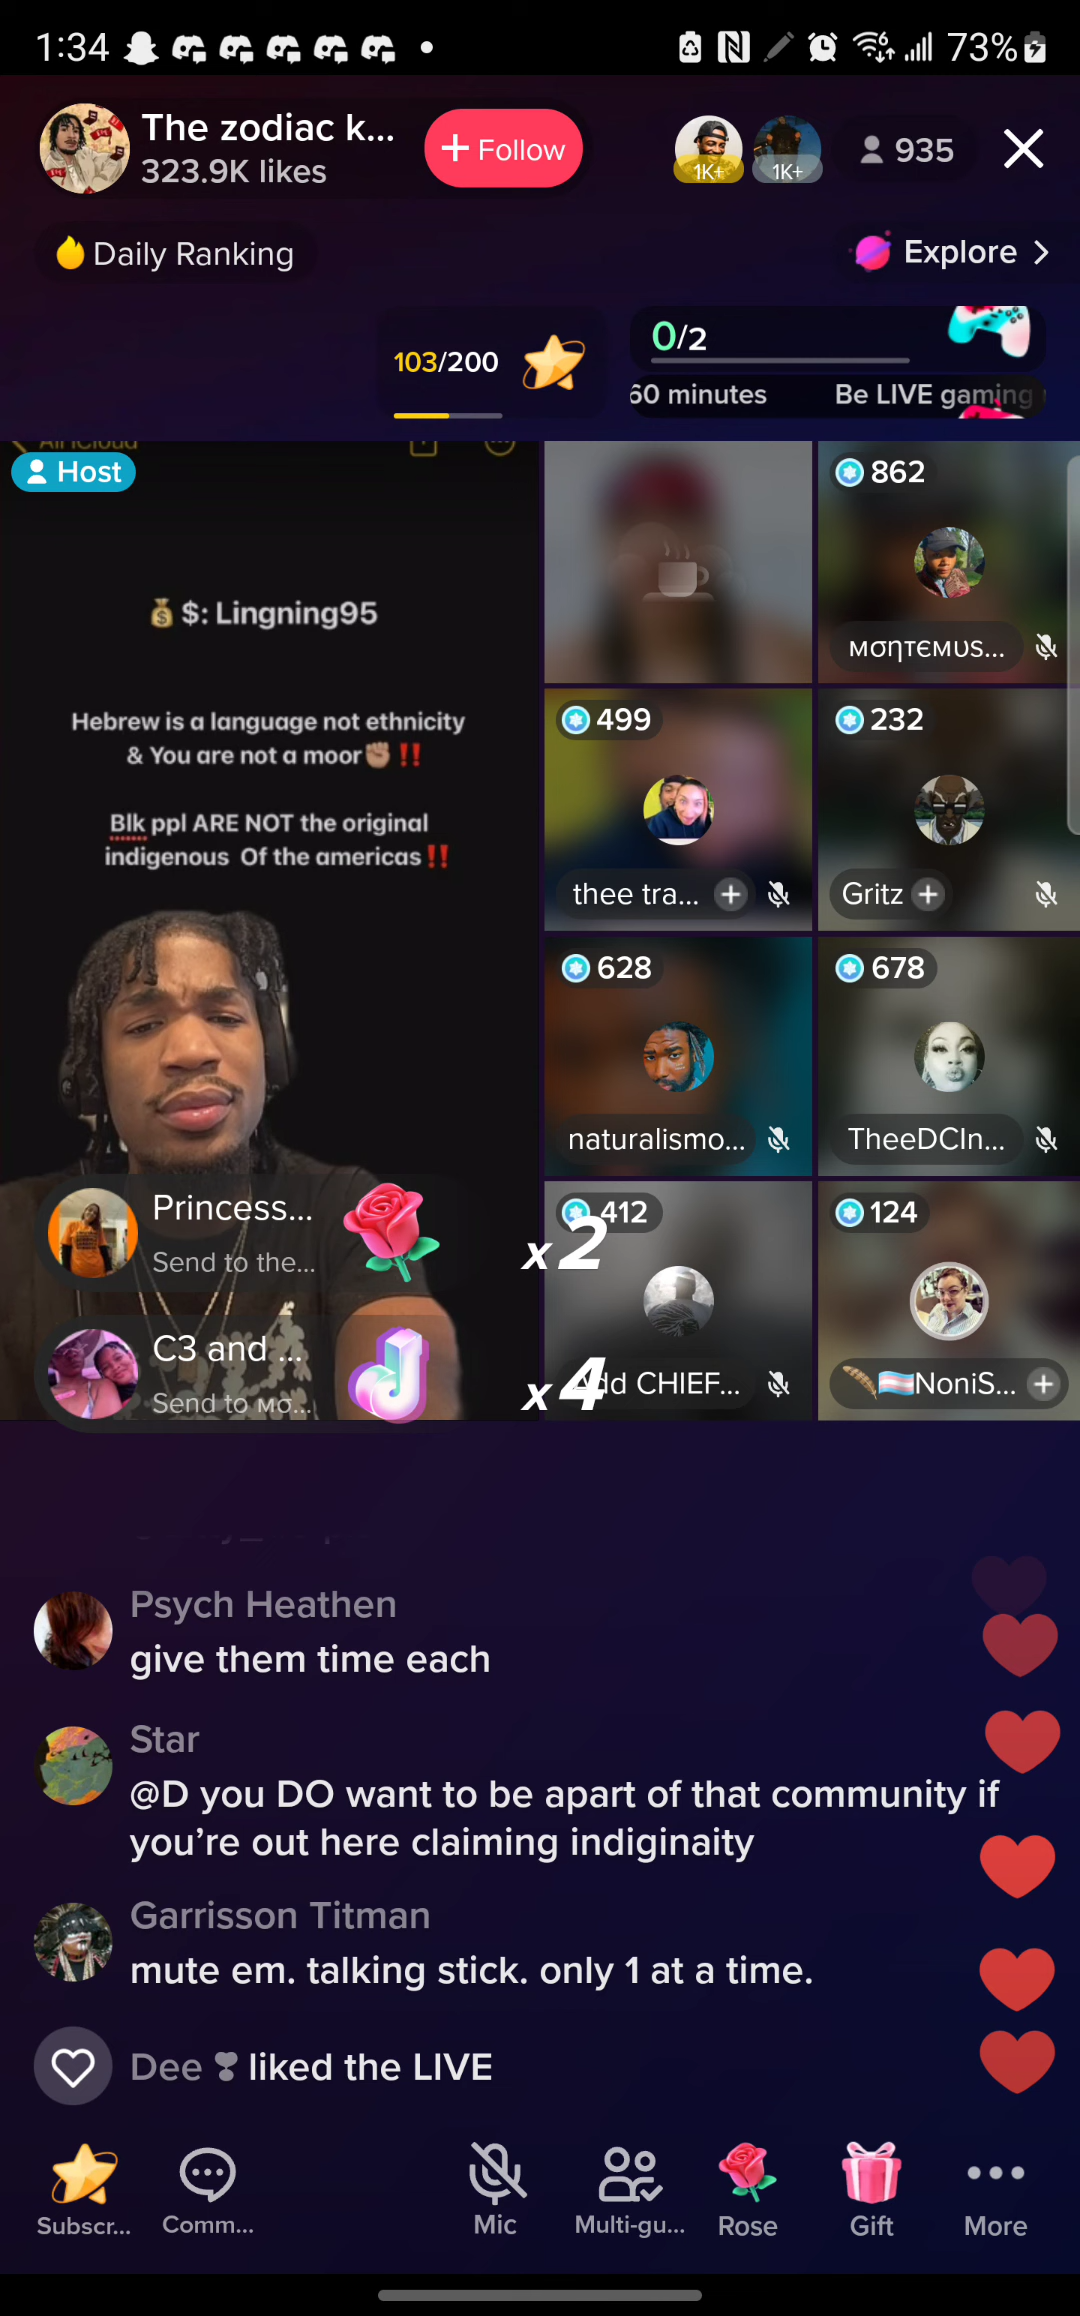 1:34
73%
The zodiac k...
323.9K likes
+ Follow
1K+
1K+
935
Daily Ranking
Explore >
103/200
0/2
60 minutes
Be LIVE gaming
All iCloud
Host
💰 $: Lingning95
Hebrew is a language not ethnicity
& You are not a moor✊🏽‼️
Blk ppl ARE NOT the original
indigenous Of the americas‼️
862
мσηтємυѕ...
499
thee tra... +
232
Gritz +
628
naturalismo...
678
TheeDCIn...
412
CHIEF...
124
🪶🏳️‍⚧️NoniS... +
Princess...
Send to the...
x2
C3 and ...
Send to мσ...
x4
Psych Heathen
give them time each
Star
@D you DO want to be apart of that community if
you're out here claiming indiginaity
Garrisson Titman
mute em. talking stick. only 1 at a time.
Dee ❣ liked the LIVE
Subscr...
Comm...
Mic
Multi-gu...
Rose
Gift
More